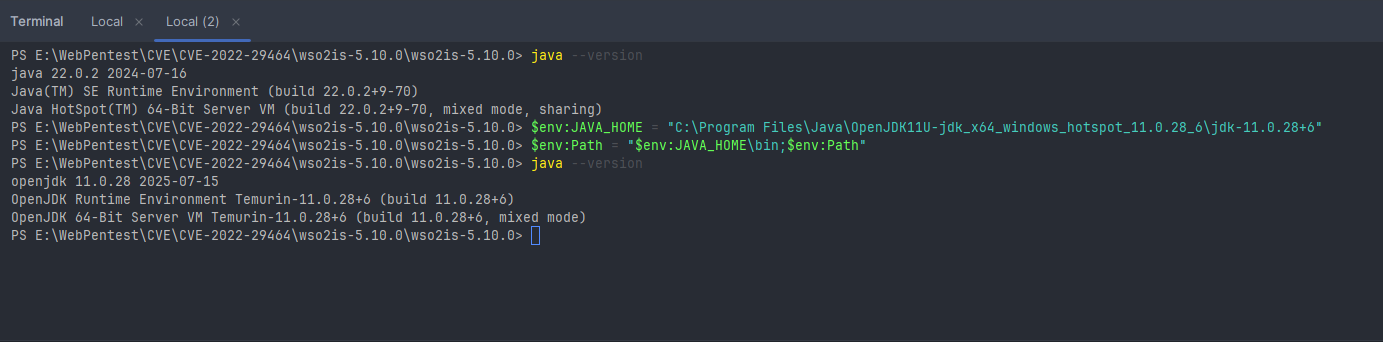 Terminal Local × Local (2) ×
PS E:\WebPentest\CVE\CVE-2022-29464\wso2is-5.10.0\wso2is-5.10.0> java --version
java 22.0.2 2024-07-16
Java(TM) SE Runtime Environment (build 22.0.2+9-70)
Java HotSpot(TM) 64-Bit Server VM (build 22.0.2+9-70, mixed mode, sharing)
PS E:\WebPentest\CVE\CVE-2022-29464\wso2is-5.10.0\wso2is-5.10.0> $env:JAVA_HOME = "C:\Program Files\Java\OpenJDK11U-jdk_x64_windows_hotspot_11.0.28_6\jdk-11.0.28+6"
PS E:\WebPentest\CVE\CVE-2022-29464\wso2is-5.10.0\wso2is-5.10.0> $env:Path = "$env:JAVA_HOME\bin;$env:Path"
PS E:\WebPentest\CVE\CVE-2022-29464\wso2is-5.10.0\wso2is-5.10.0> java --version
openjdk 11.0.28 2025-07-15
OpenJDK Runtime Environment Temurin-11.0.28+6 (build 11.0.28+6)
OpenJDK 64-Bit Server VM Temurin-11.0.28+6 (build 11.0.28+6, mixed mode)
PS E:\WebPentest\CVE\CVE-2022-29464\wso2is-5.10.0\wso2is-5.10.0>